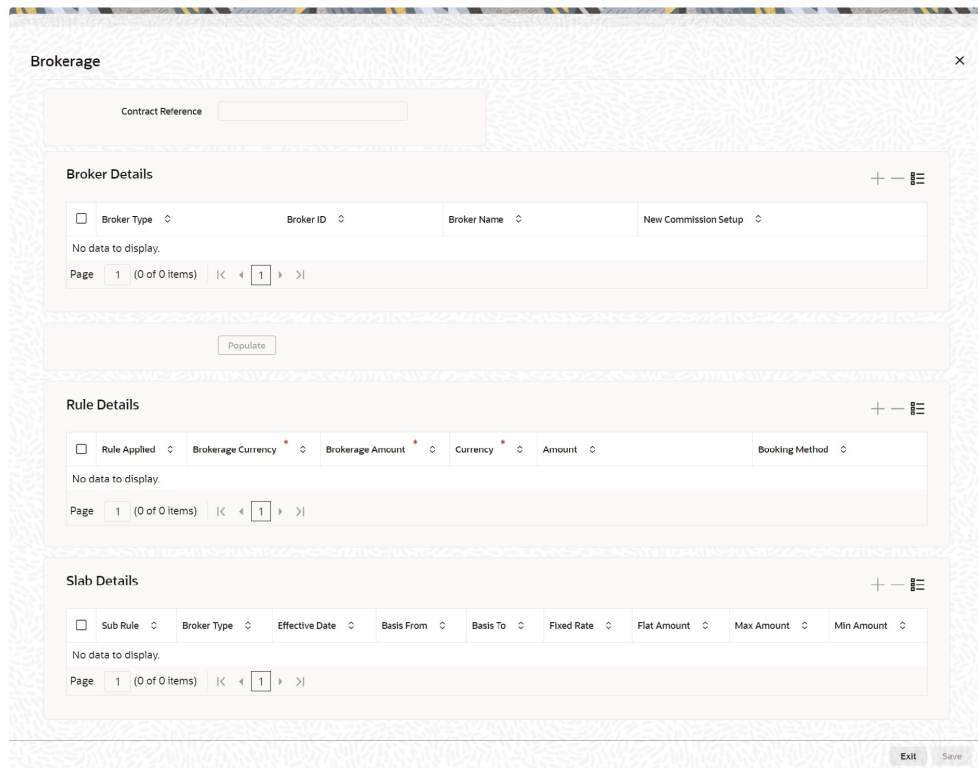 Brokerage
Contract Reference
Broker Details
Broker Type Broker ID Broker Name New Commission Setup
No data to display.
Page 1 (0 of 0 items) 1
Populate
Rule Details
Rule Applied Brokerage Currency * Brokerage Amount * Currency * Amount Booking Method
No data to display.
Page 1 (0 of 0 items) 1
Slab Details
Sub Rule Broker Type Effective Date Basis From Basis To Fixed Rate Flat Amount Max Amount Min Amount
No data to display.
Page 1 (0 of 0 items) 1
Exit Save